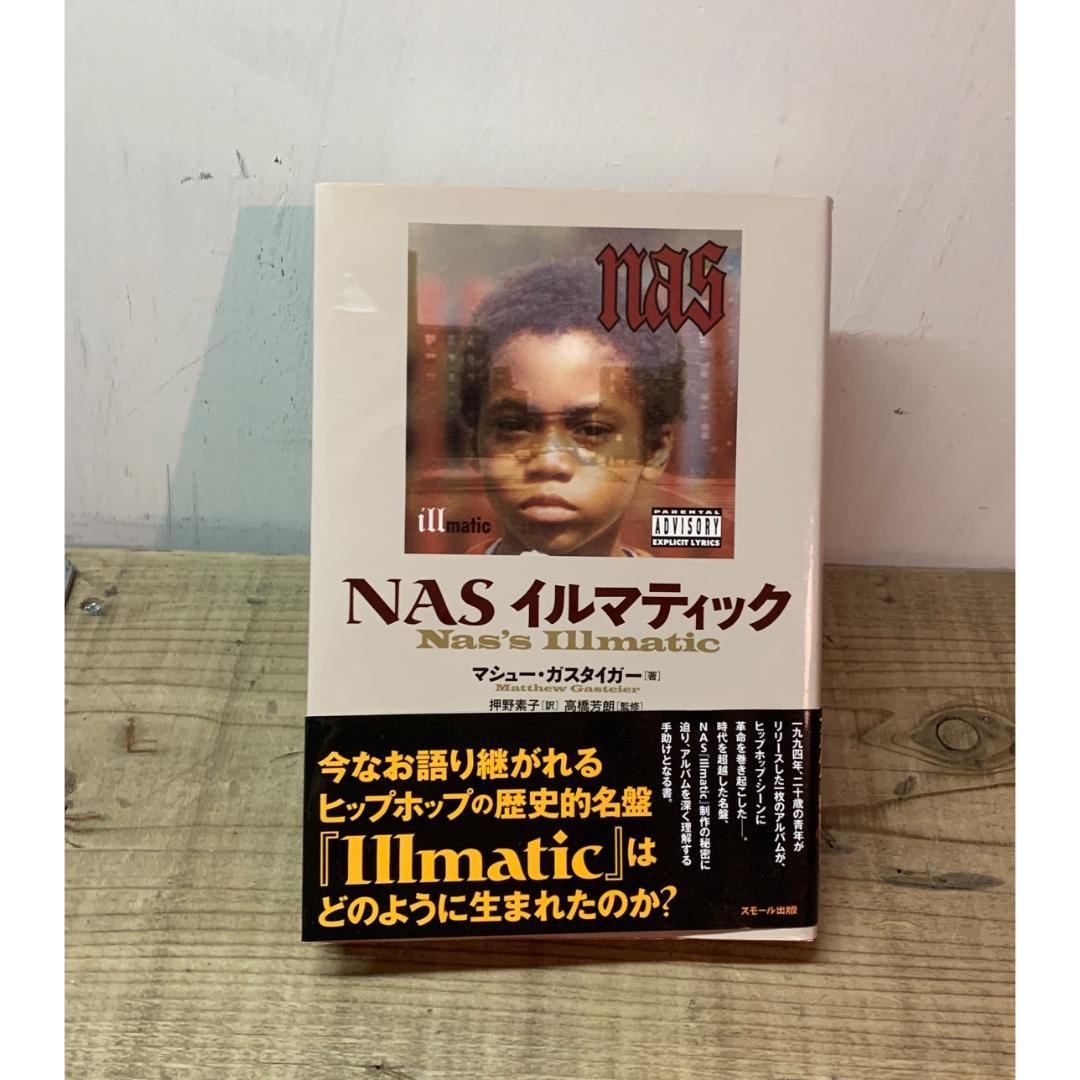 nas
illmatic
PARENTAL
ADVISORY
EXPLICIT LYRICS
NAS イルマティック
Nas's Illmatic
マシュー・ガスタイガー[著]
Matthew Gasteier
押野素子[訳] 高橋芳朗[監修]
今なお語り継がれる
ヒップホップの歴史的名盤
『Illmatic』は
どのように生まれたのか?
一九九四年、二十歳の青年が
リリースした一枚のアルバムが、
ヒップホップ・シーンに
革命を巻き起こした――。
時代を超越した名盤、
NAS『Illmatic』制作の秘密に
迫り、アルバムを深く理解する
手助けとなる書。
スモール出版